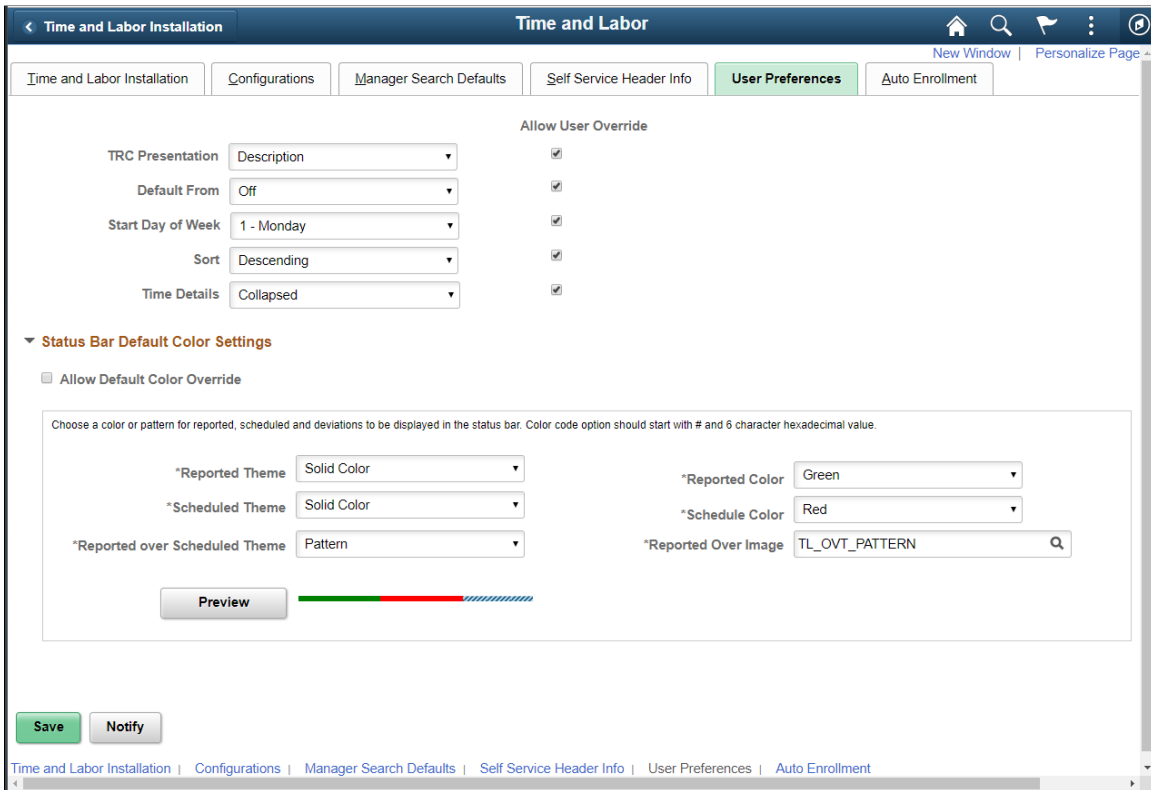 Time and Labor Installation
Time and Labor
New Window | Personalize Page
Time and Labor Installation
Configurations
Manager Search Defaults
Self Service Header Info
User Preferences
Auto Enrollment
Allow User Override
TRC Presentation Description
Default From Off
Start Day of Week 1 - Monday
Sort Descending
Time Details Collapsed
Status Bar Default Color Settings
Allow Default Color Override
Choose a color or pattern for reported, scheduled and deviations to be displayed in the status bar. Color code option should start with # and 6 character hexadecimal value.
*Reported Theme Solid Color
*Reported Color Green
*Scheduled Theme Solid Color
*Schedule Color Red
*Reported over Scheduled Theme Pattern
*Reported Over Image TL_OVT_PATTERN
Preview
Save
Notify
Time and Labor Installation | Configurations | Manager Search Defaults | Self Service Header Info | User Preferences | Auto Enrollment